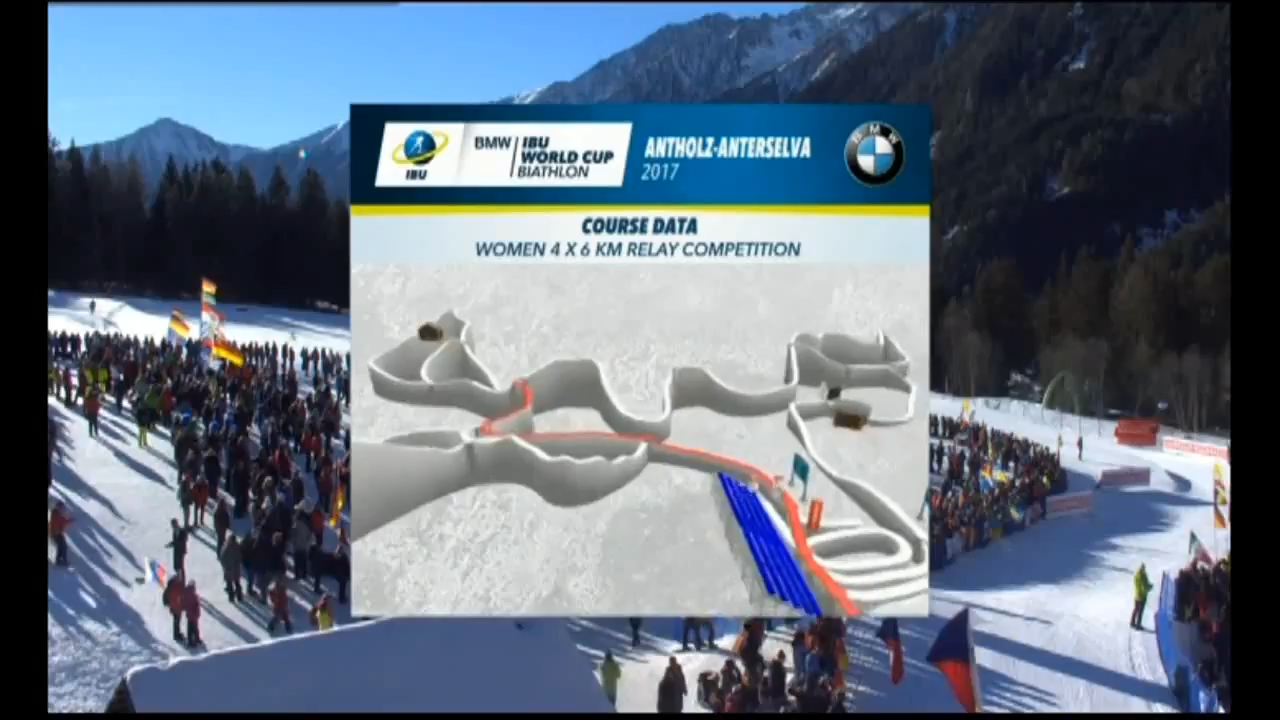 IBU
BMW
IBU
WORLD CUP
BIATHLON
ANTHOLZ-ANTERSELVA
2017
BMW
COURSE DATA
WOMEN 4 X 6 KM RELAY COMPETITION